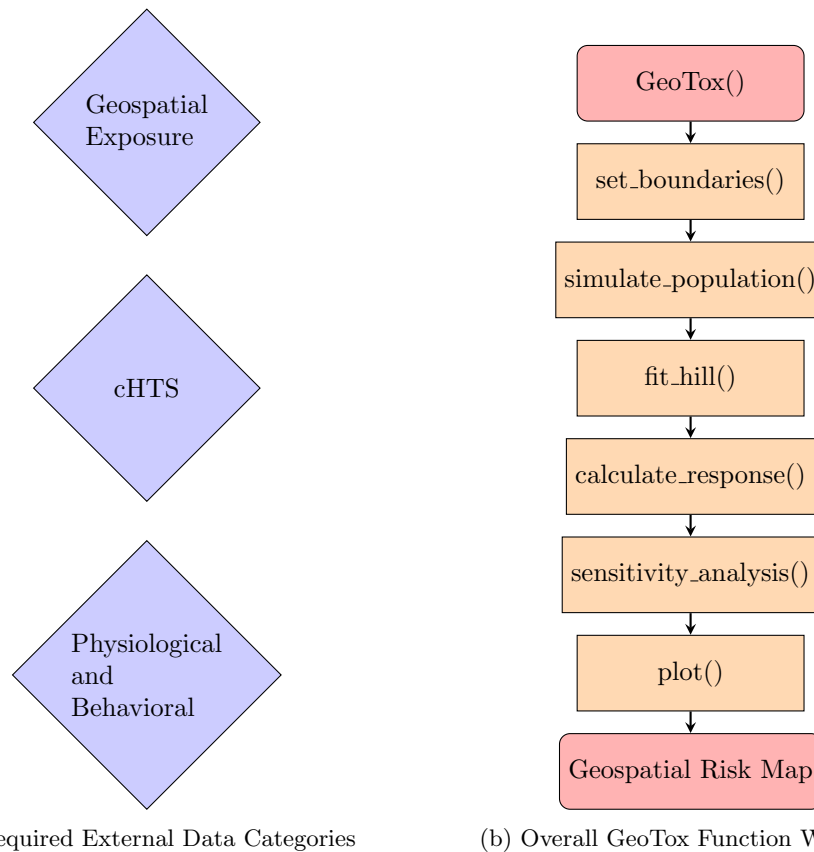 Geospatial
Exposure
cHTS
Physiological
and
Behavioral
equired External Data Categories
GeoTox()
set_boundaries()
simulate_population()
fit_hill()
calculate_response()
sensitivity_analysis()
plot()
Geospatial Risk Map
(b) Overall GeoTox Function W